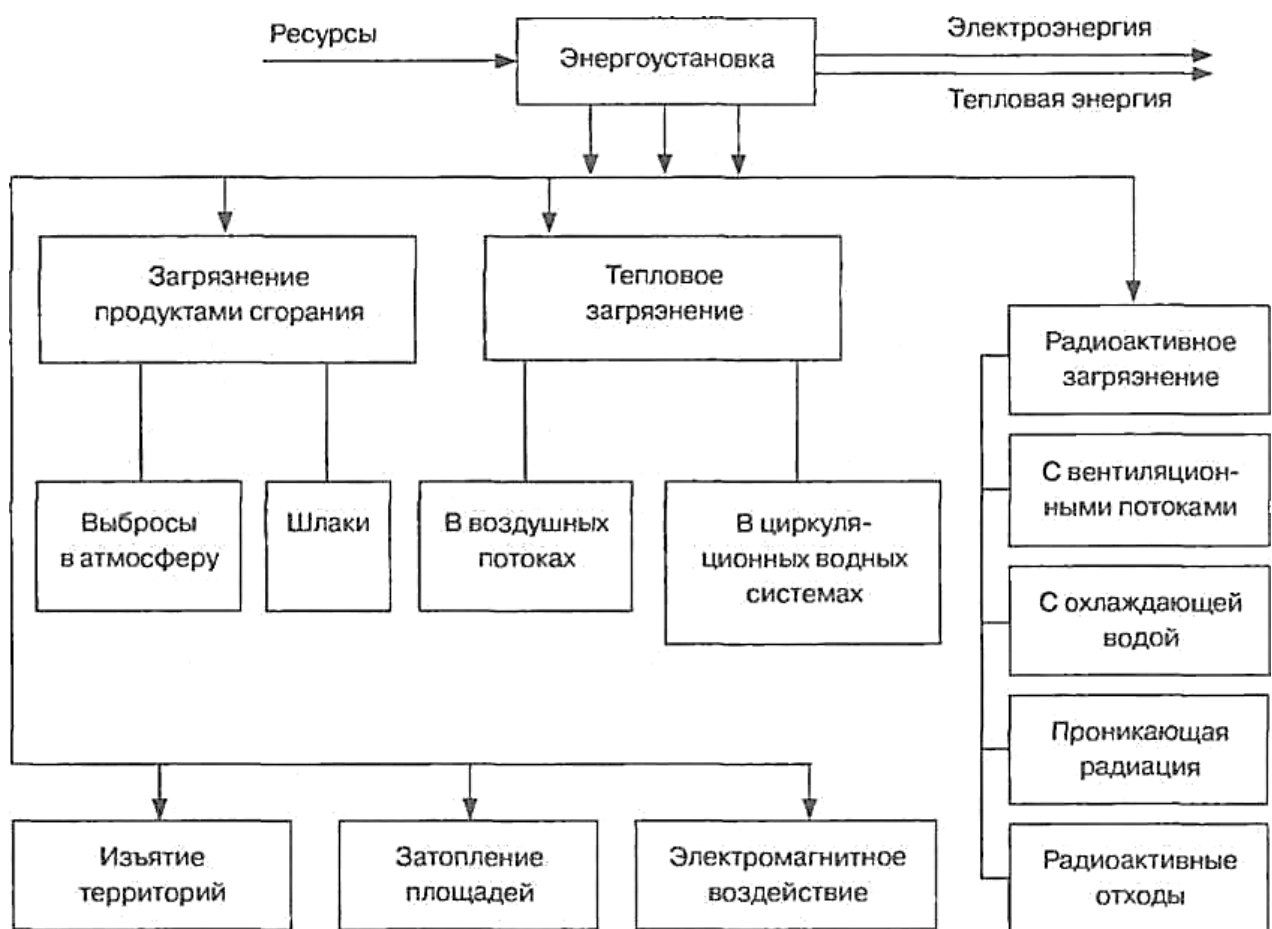 Ресурсы
Энергоустановка
Электроэнергия
Тепловая энергия
Загрязнение
продуктами сгорания
Тепловое
загрязнение
Радиоактивное
загрязнение
Выбросы
в атмосферу
Шлаки
В воздушных
потоках
В циркуля-
ционных водных
системах
С вентиляцион-
ными потоками
С охлаждающей
водой
Проникающая
радиация
Радиоактивные
отходы
Изъятие
территорий
Затопление
площадей
Электромагнитное
воздействие